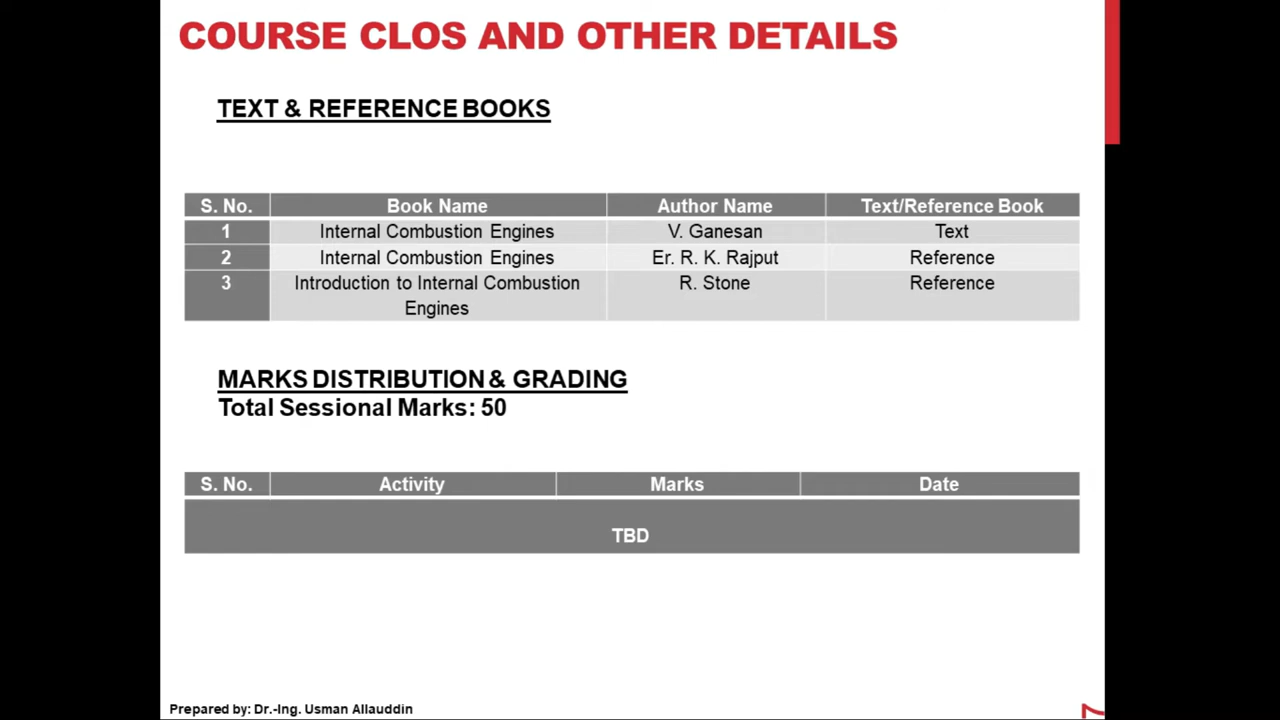 COURSE CLOS AND OTHER DETAILS
TEXT & REFERENCE BOOKS
S. No. Book Name Author Name Text/Reference Book
1 Internal Combustion Engines V. Ganesan Text
2 Internal Combustion Engines Er. R. K. Rajput Reference
3 Introduction to Internal Combustion R. Stone Reference
Engines
MARKS DISTRIBUTION & GRADING
Total Sessional Marks: 50
S. No. Activity Marks Date
TBD
Prepared by: Dr.-Ing. Usman Allauddin
7